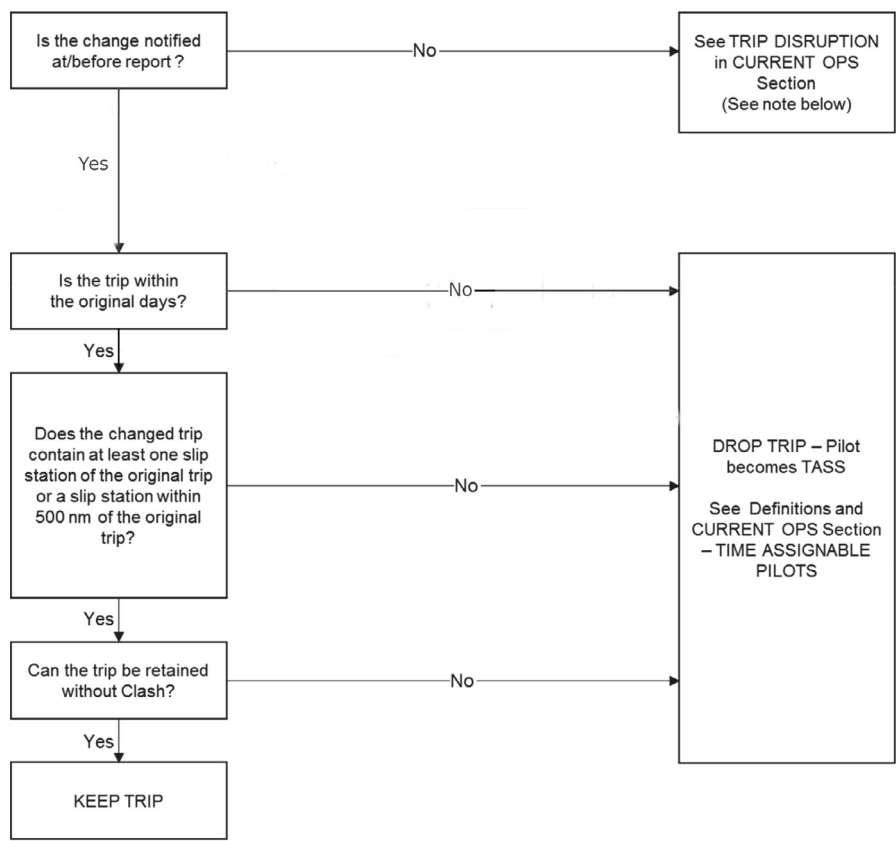 Is the change notified
at/before report ?
No
See TRIP DISRUPTION
in CURRENT OPS
Section
(See note below)
Yes
Is the trip within
the original days?
No
Yes
Does the changed trip
contain at least one slip
station of the original trip
or a slip station within
500 nm of the original
trip?
No
DROP TRIP – Pilot
becomes TASS
See Definitions and
CURRENT OPS Section
– TIME ASSIGNABLE
PILOTS
Yes
Can the trip be retained
without Clash?
No
Yes
KEEP TRIP